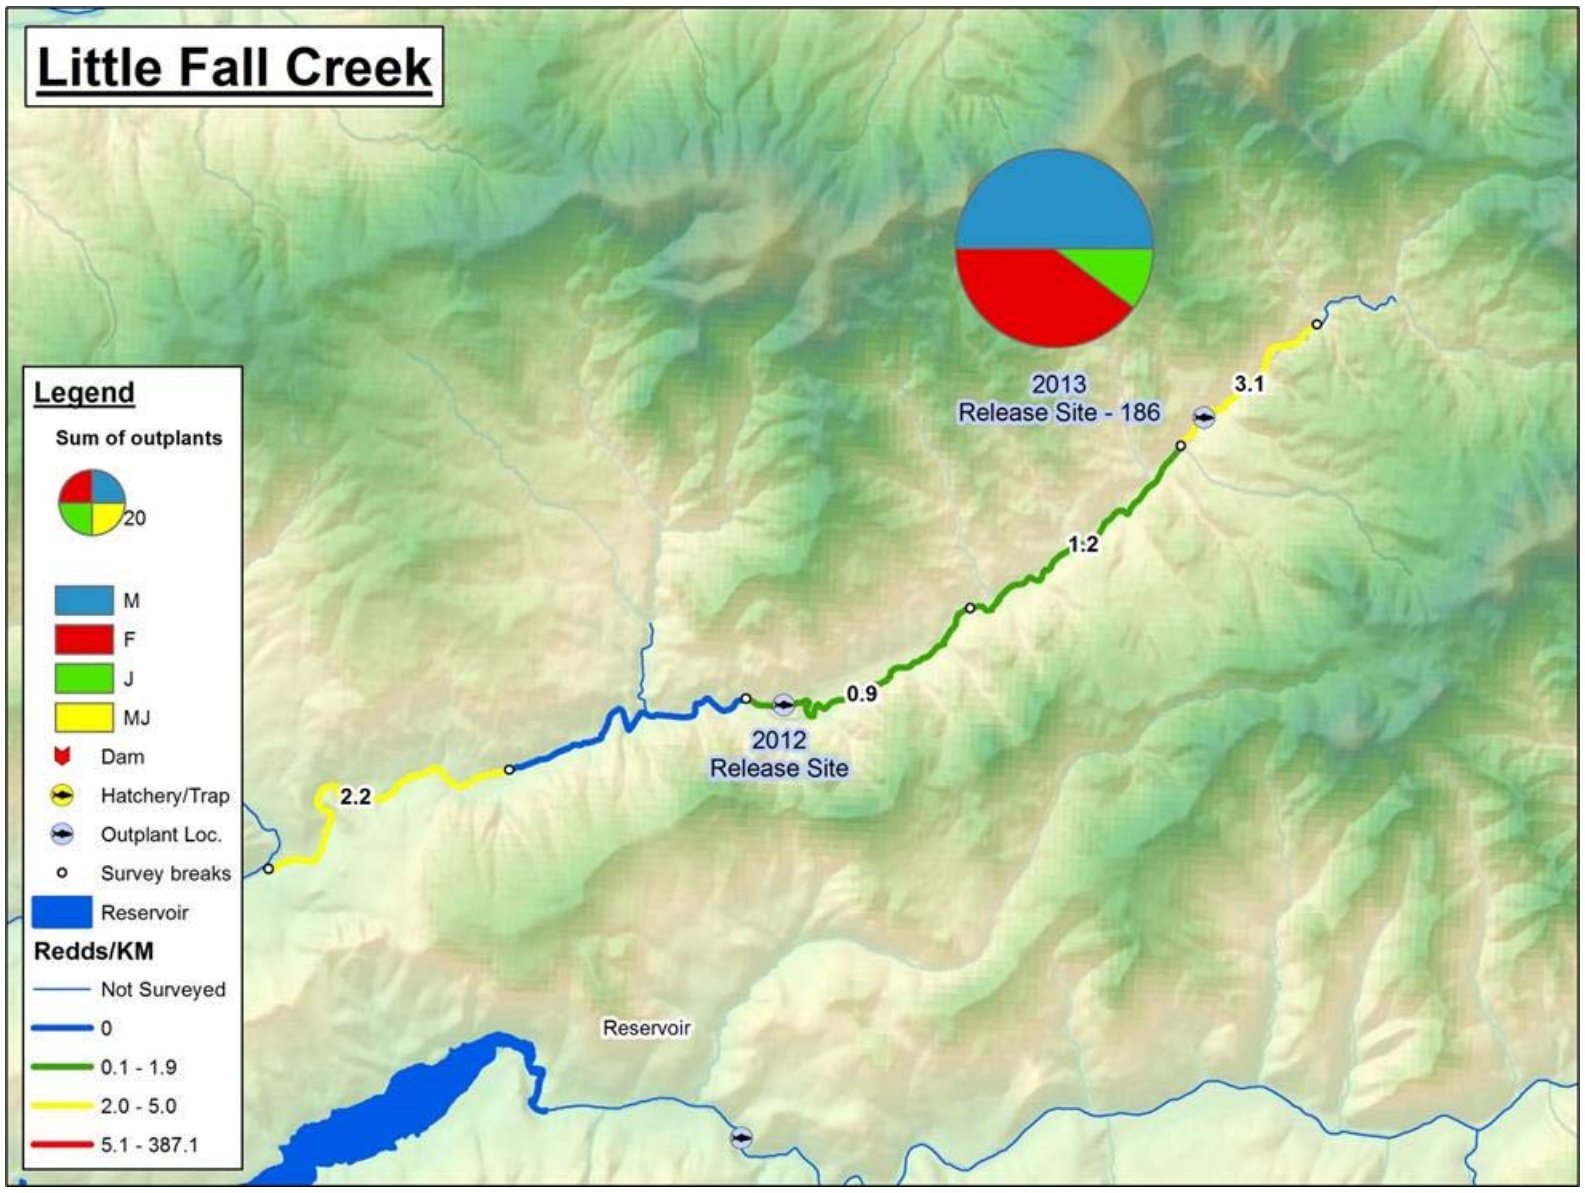 Little Fall Creek
2013
Release Site - 186
3.1
1.2
0.9
2012
Release Site
2.2
Reservoir
Legend
Sum of outplants
20
M
F
J
MJ
Dam
Hatchery/Trap
Outplant Loc.
Survey breaks
Reservoir
Redds/KM
Not Surveyed
0
0.1 - 1.9
2.0 - 5.0
5.1 - 387.1